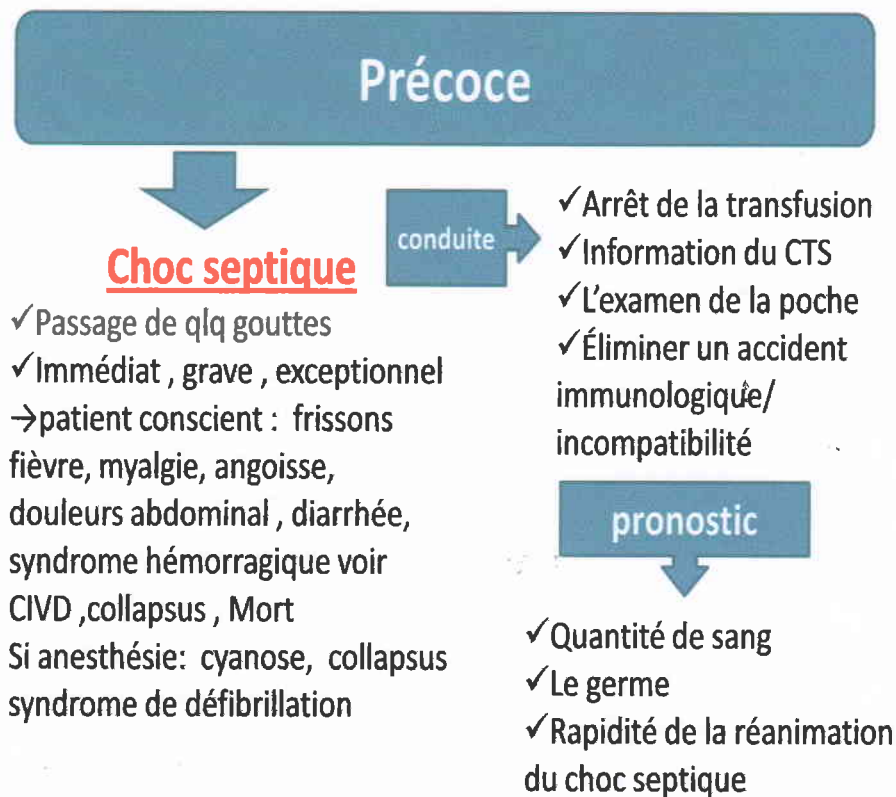 Précoce
Choc septique
✓Passage de qlq gouttes
✓Immédiat , grave , exceptionnel
→patient conscient : frissons
fièvre, myalgie, angoisse,
douleurs abdominal , diarrhée,
syndrome hémorragique voir
CIVD ,collapsus , Mort
Si anesthésie: cyanose, collapsus
syndrome de défibrillation
conduite
✓Arrêt de la transfusion
✓Information du CTS
✓L'examen de la poche
✓Éliminer un accident
immunologique/
incompatibilité
pronostic
✓Quantité de sang
✓Le germe
✓Rapidité de la réanimation
du choc septique